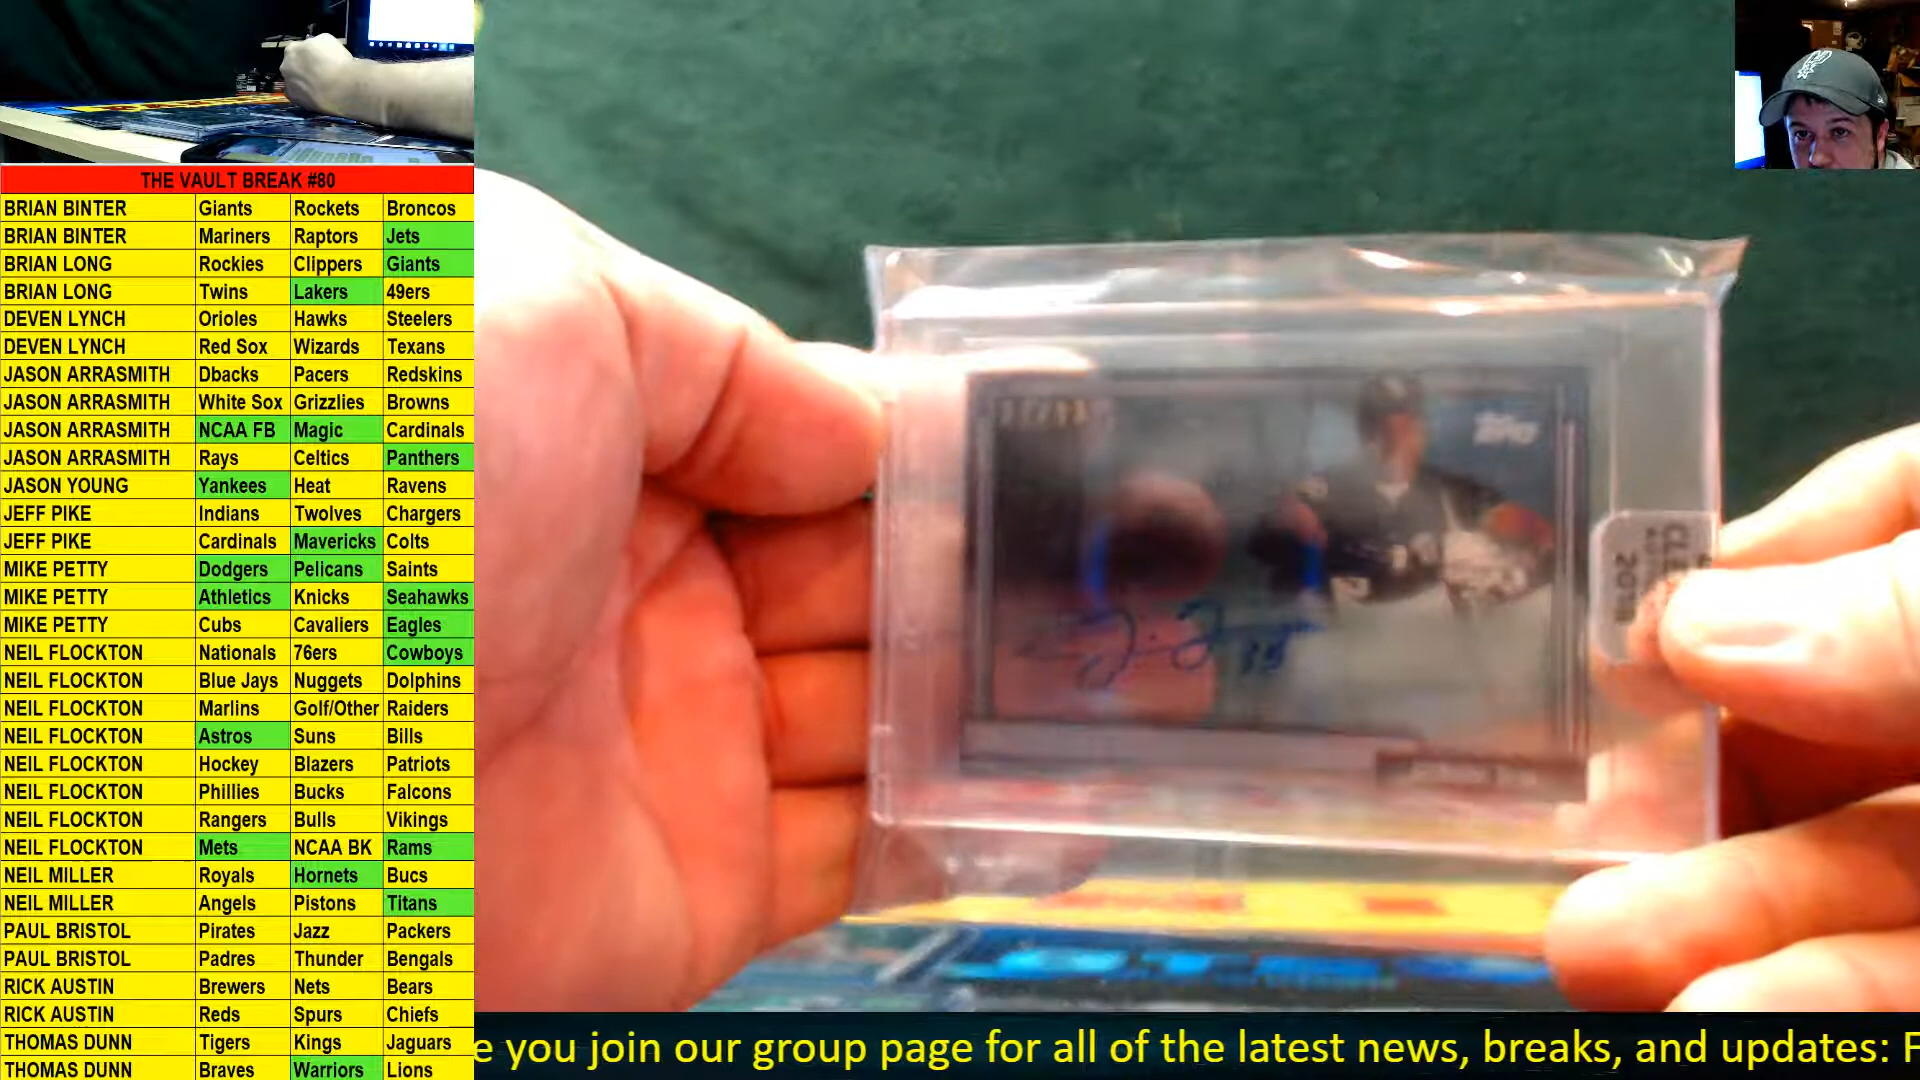 THE VAULT BREAK #80
BRIAN BINTER Giants Rockets Broncos
BRIAN BINTER Mariners Raptors Jets
BRIAN LONG Rockies Clippers Giants
BRIAN LONG Twins Lakers 49ers
DEVEN LYNCH Orioles Hawks Steelers
DEVEN LYNCH Red Sox Wizards Texans
JASON ARRASMITH Dbacks Pacers Redskins
JASON ARRASMITH White Sox Grizzlies Browns
JASON ARRASMITH NCAA FB Magic Cardinals
JASON ARRASMITH Rays Celtics Panthers
JASON YOUNG Yankees Heat Ravens
JEFF PIKE Indians Twolves Chargers
JEFF PIKE Cardinals Mavericks Colts
MIKE PETTY Dodgers Pelicans Saints
MIKE PETTY Athletics Knicks Seahawks
MIKE PETTY Cubs Cavaliers Eagles
NEIL FLOCKTON Nationals 76ers Cowboys
NEIL FLOCKTON Blue Jays Nuggets Dolphins
NEIL FLOCKTON Marlins Golf/Other Raiders
NEIL FLOCKTON Astros Suns Bills
NEIL FLOCKTON Hockey Blazers Patriots
NEIL FLOCKTON Phillies Bucks Falcons
NEIL FLOCKTON Rangers Bulls Vikings
NEIL FLOCKTON Mets NCAA BK Rams
NEIL MILLER Royals Hornets Bucs
NEIL MILLER Angels Pistons Titans
PAUL BRISTOL Pirates Jazz Packers
PAUL BRISTOL Padres Thunder Bengals
RICK AUSTIN Brewers Nets Bears
RICK AUSTIN Reds Spurs Chiefs
THOMAS DUNN Tigers Kings Jaguars
THOMAS DUNN Braves Warriors Lions
Topps
35
2018
e you join our group page for all of the latest news, breaks, and updates: F